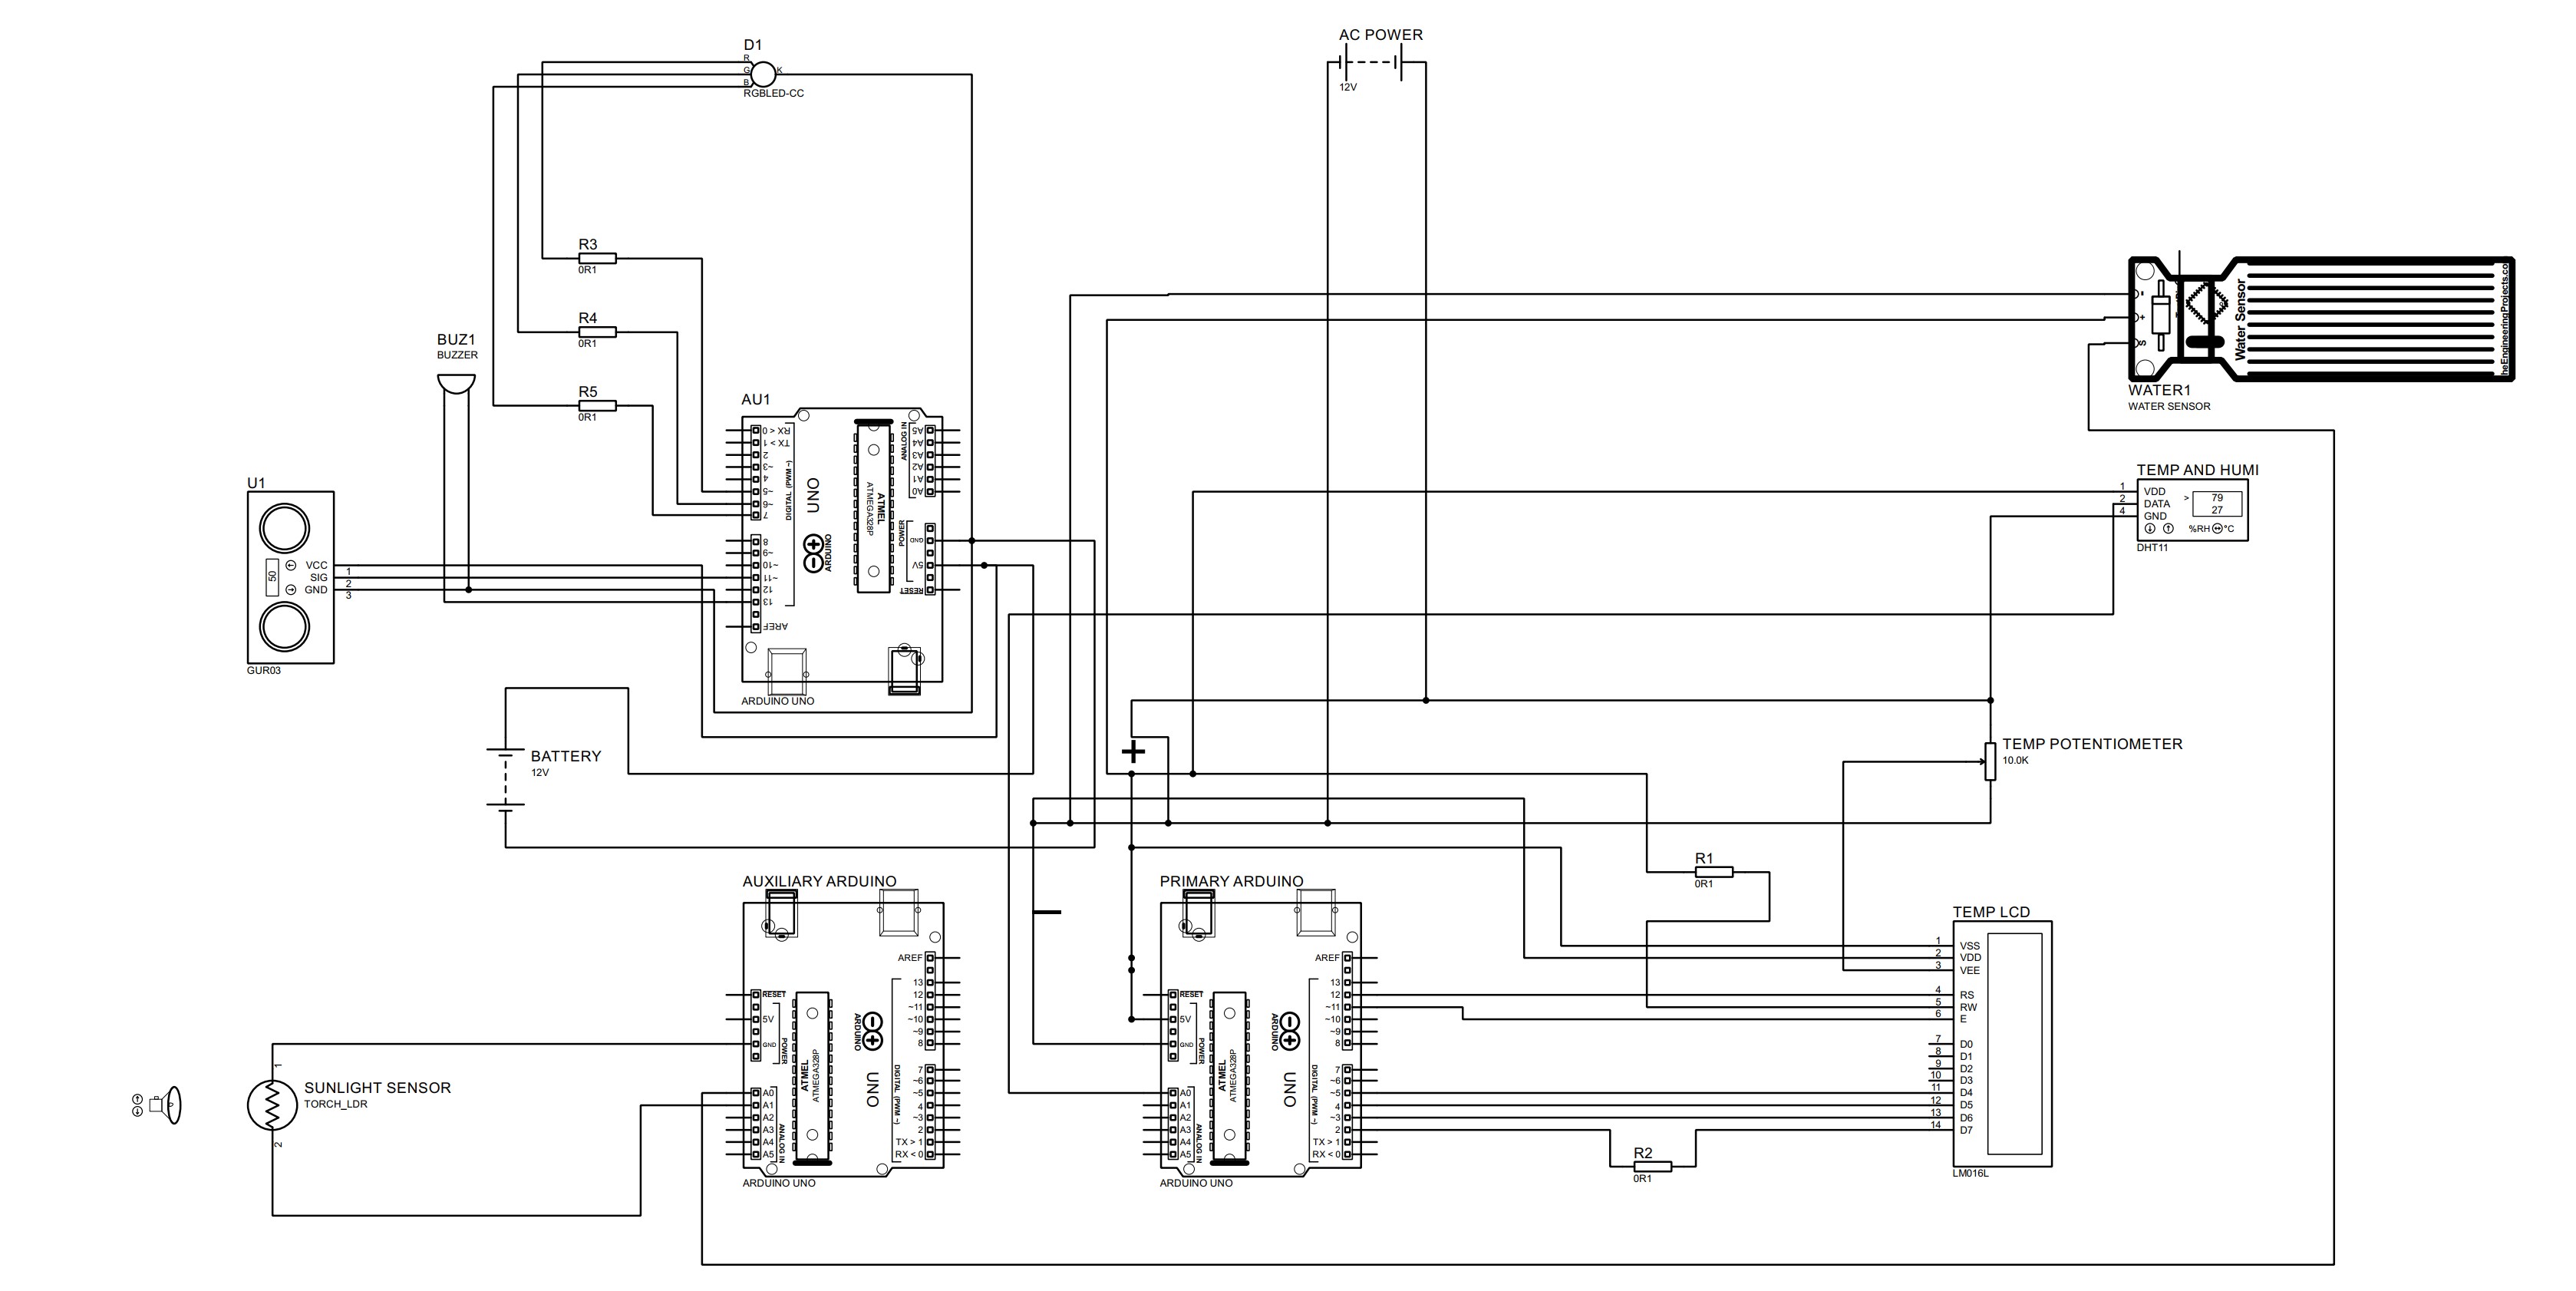 D1
R
G
B
K
RGBLED-CC
AC POWER
12V
R3
0R1
R4
0R1
R5
0R1
BUZ1
BUZZER
WATER1
WATER SENSOR
Water Sensor
- + S
AU1
RX < 0
TX > 1
2
~3
4
~5
~6
7
8
~9
~10
~11
12
13
AREF
DIGITAL (PWM ~)
UNO
ARDUINO
ATMEL
ATMEGA328P
ANALOG IN
A5
A4
A3
A2
A1
A0
POWER
GND
5V
RESET
ARDUINO UNO
U1
50
VCC
SIG
GND
1
2
3
GUR03
TEMP AND HUMI
1
2
4
VDD
DATA
GND
>
79
27
%RH
°C
DHT11
BATTERY
12V
+
TEMP POTENTIOMETER
10.0K
R1
0R1
AUXILIARY ARDUINO
AREF
13
12
~11
~10
~9
8
7
~6
~5
4
~3
2
TX > 1
RX < 0
RESET
5V
GND
POWER
A0
A1
A2
A3
A4
A5
ANALOG IN
ATMEL
ATMEGA328P
ARDUINO
UNO
DIGITAL (PWM ~)
ARDUINO UNO
PRIMARY ARDUINO
AREF
13
12
~11
~10
~9
8
7
~6
~5
4
~3
2
TX > 1
RX < 0
RESET
5V
GND
POWER
A0
A1
A2
A3
A4
A5
ANALOG IN
ATMEL
ATMEGA328P
ARDUINO
UNO
DIGITAL (PWM ~)
ARDUINO UNO
TEMP LCD
1 VSS
2 VDD
3 VEE
4 RS
5 RW
6 E
7 D0
8 D1
9 D2
10 D3
11 D4
12 D5
13 D6
14 D7
LM016L
R2
0R1
SUNLIGHT SENSOR
TORCH_LDR
1
2